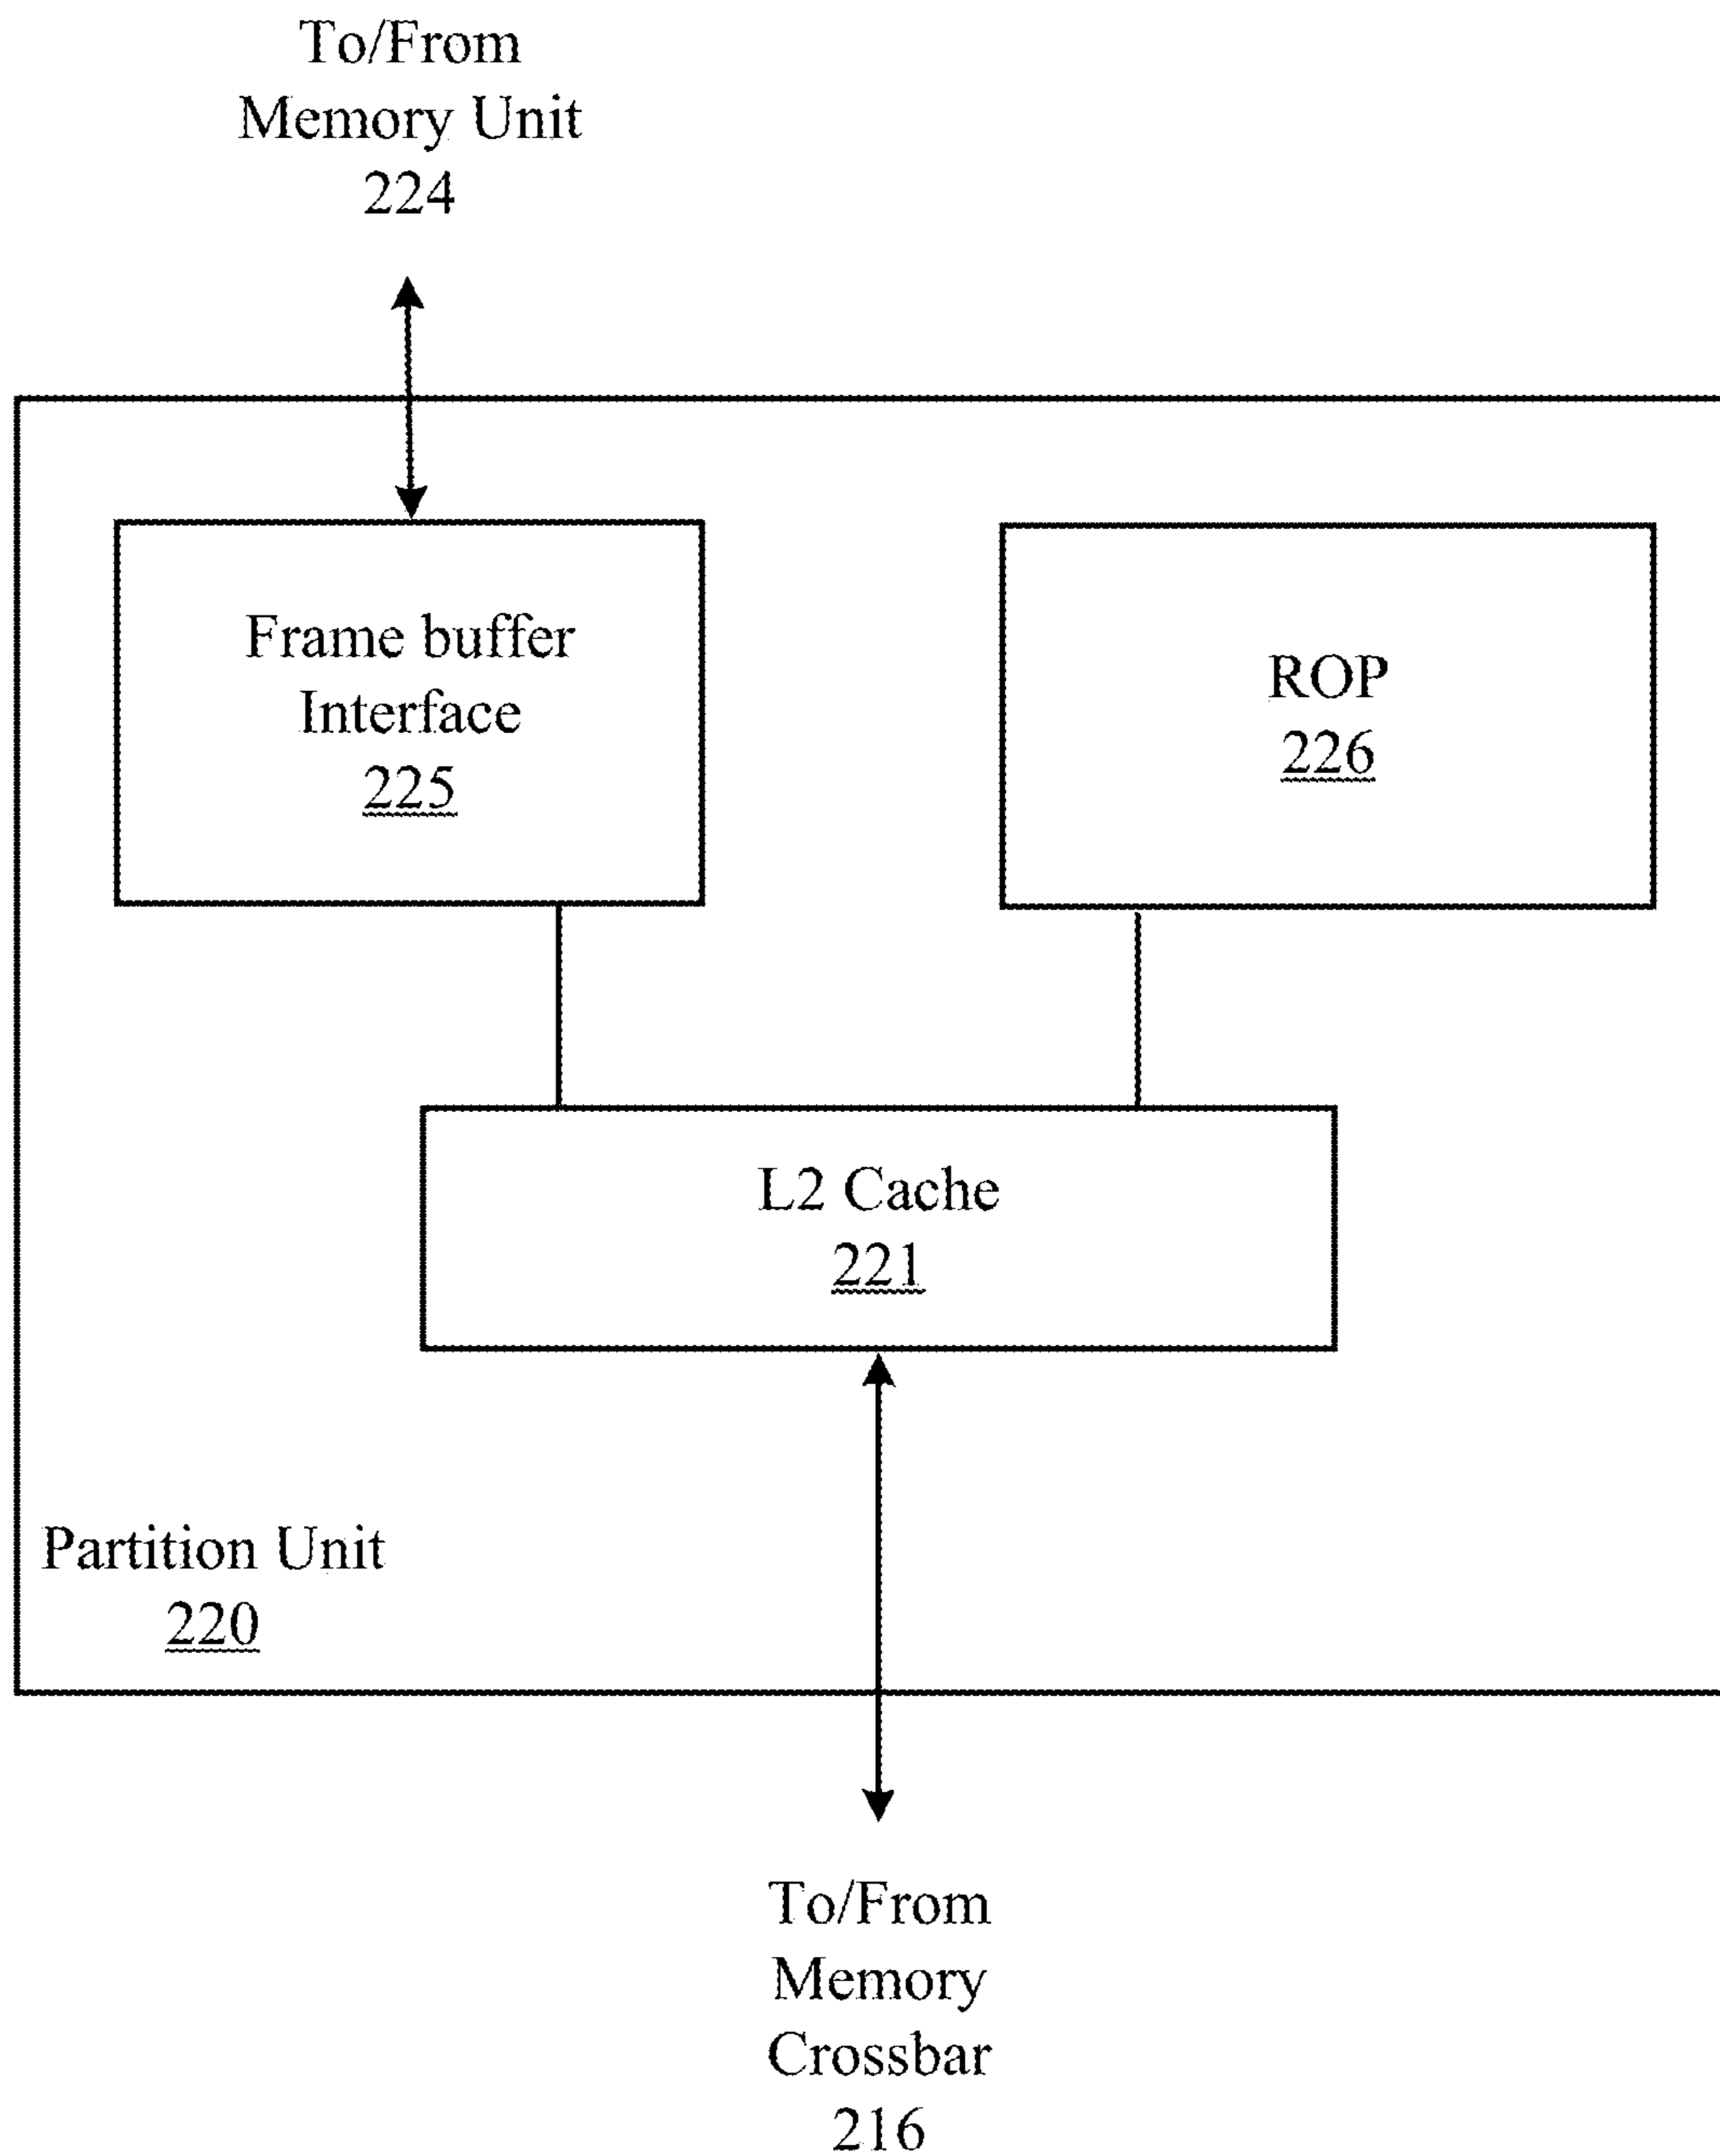 To/From
Memory Unit
224
Frame buffer
Interface
225
ROP
226
L2 Cache
221
Partition Unit
220
To/From
Memory
Crossbar
216